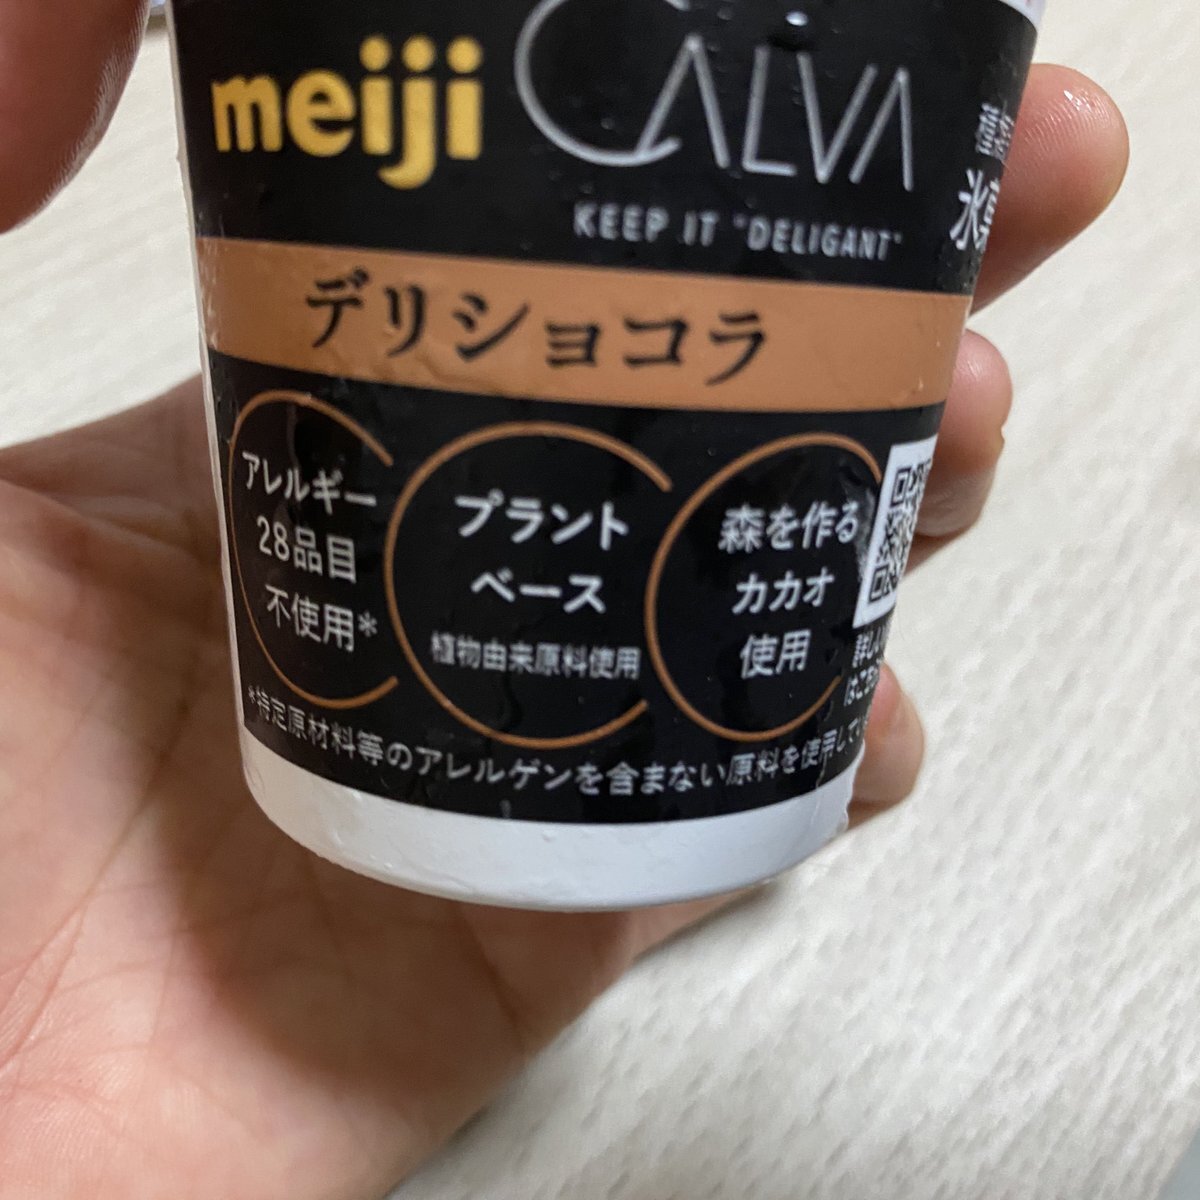 meiji
CALVA
KEEP IT "DELIGANT"
デリショコラ
アレルギー
28品目
不使用*
プラント
ベース
植物由来原料使用
森を作る
カカオ
使用
*特定原材料等のアレルゲンを含まない原料を使用して